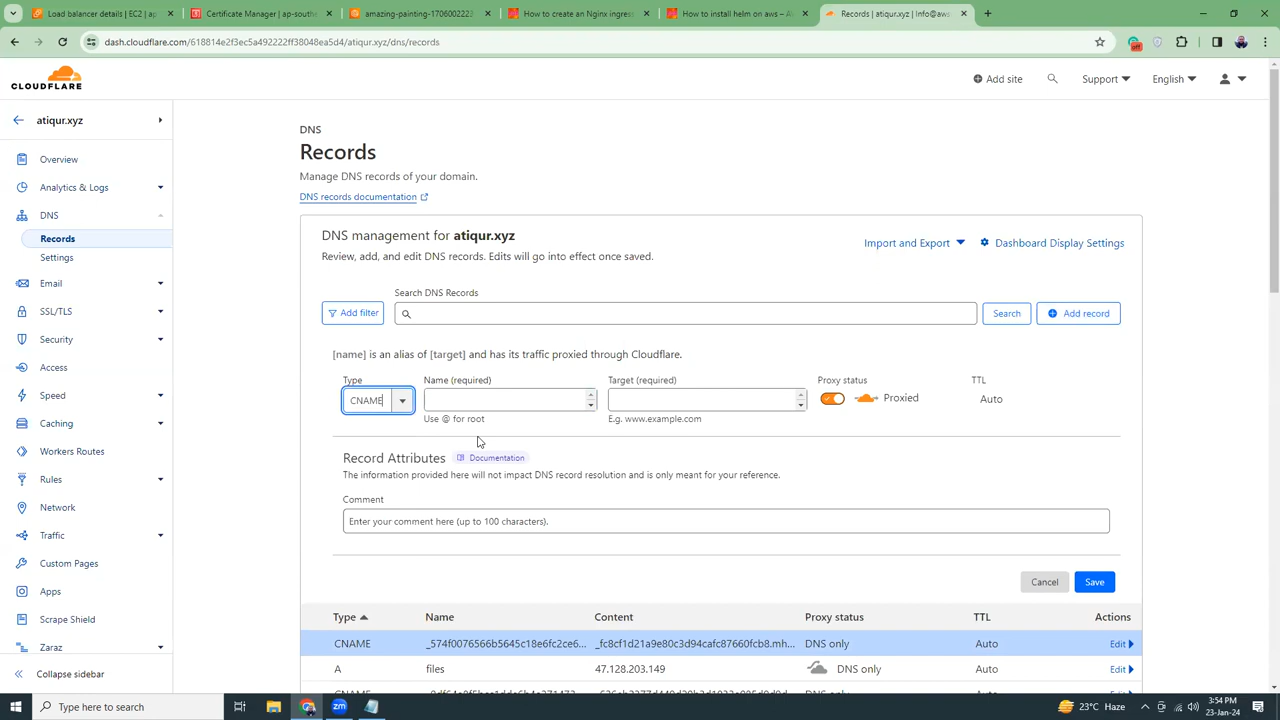 Load balancer details | EC2 | ap
Certificate Manager | ap-south
amazing-painting-1706002223
How to create an Nginx ingress
How to install helm on aws – A
Records | atiqur.xyz | Info@aws
dash.cloudflare.com/618814e2f3ec5a492222ff38048ea5d4/atiqur.xyz/dns/records
off
CLOUDFLARE
Add site
Support
English
atiqur.xyz
Overview
Analytics & Logs
DNS
Records
Settings
Email
SSL/TLS
Security
Access
Speed
Caching
Workers Routes
Rules
Network
Traffic
Custom Pages
Apps
Scrape Shield
Zaraz
Collapse sidebar
DNS
Records
Manage DNS records of your domain.
DNS records documentation
DNS management for atiqur.xyz
Import and Export
Dashboard Display Settings
Review, add, and edit DNS records. Edits will go into effect once saved.
Search DNS Records
Add filter
Search
Add record
[name] is an alias of [target] and has its traffic proxied through Cloudflare.
Type Name (required) Target (required) Proxy status TTL
CNAME Proxied Auto
Use @ for root E.g. www.example.com
Record Attributes Documentation
The information provided here will not impact DNS record resolution and is only meant for your reference.
Comment
Enter your comment here (up to 100 characters).
Cancel Save
Type Name Content Proxy status TTL Actions
CNAME _574f0076566b5645c18e6fc2ce6... _fc8cf1d21a9e80c3d94cafc87660fcb8.mh... DNS only Auto Edit
A files 47.128.203.149 DNS only Auto Edit
Type here to search
23°C Haze
3:54 PM
23-Jan-24